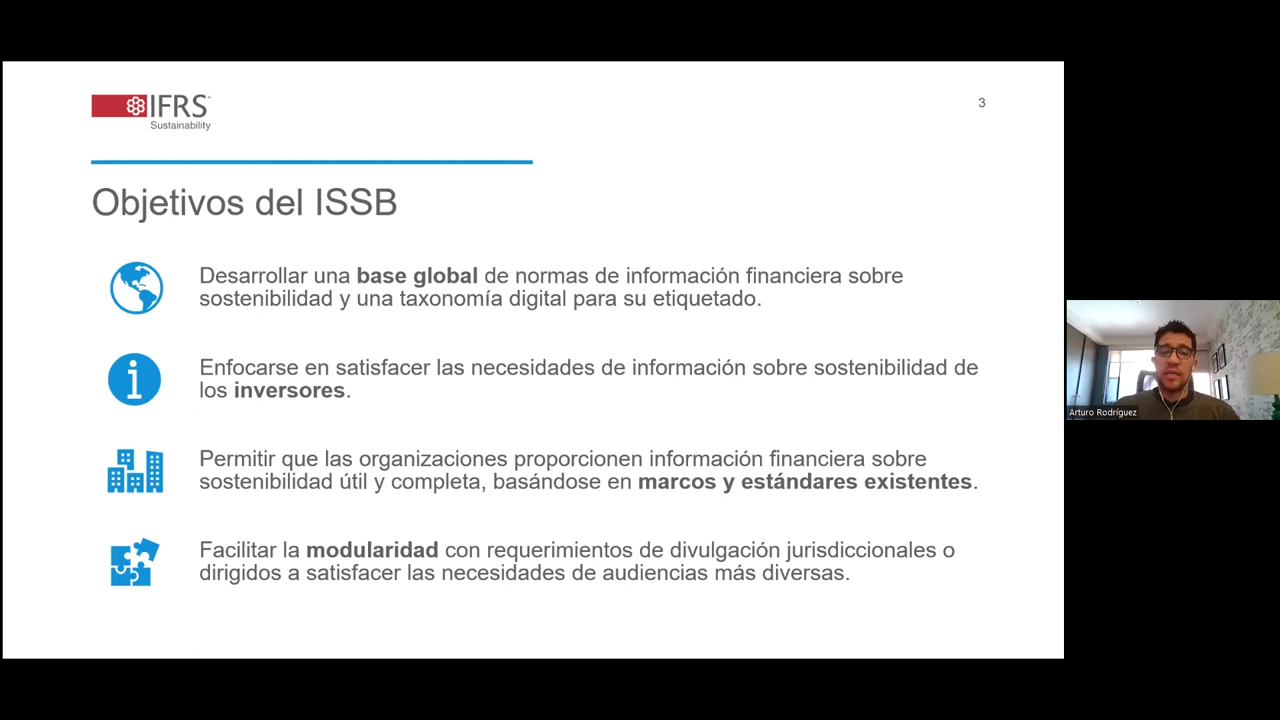 IFRS™
Sustainability
3
Objetivos del ISSB
Desarrollar una base global de normas de información financiera sobre
sostenibilidad y una taxonomía digital para su etiquetado.
Enfocarse en satisfacer las necesidades de información sobre sostenibilidad de
los inversores.
Permitir que las organizaciones proporcionen información financiera sobre
sostenibilidad útil y completa, basándose en marcos y estándares existentes.
Facilitar la modularidad con requerimientos de divulgación jurisdiccionales o
dirigidos a satisfacer las necesidades de audiencias más diversas.
Arturo Rodríguez